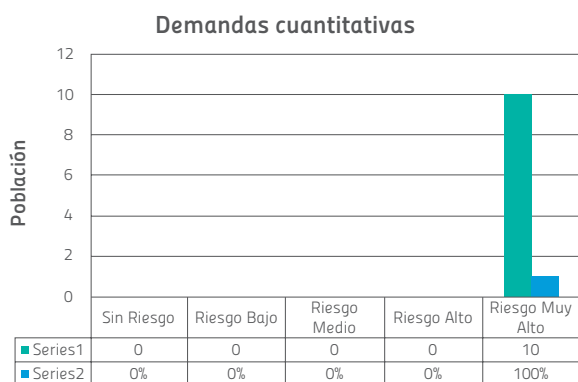 Demandas cuantitativas
Población
12
10
8
6
4
2
0
Sin Riesgo Riesgo Bajo Riesgo Medio Riesgo Alto Riesgo Muy Alto
Series1 0 0 0 0 10
Series2 0% 0% 0% 0% 100%